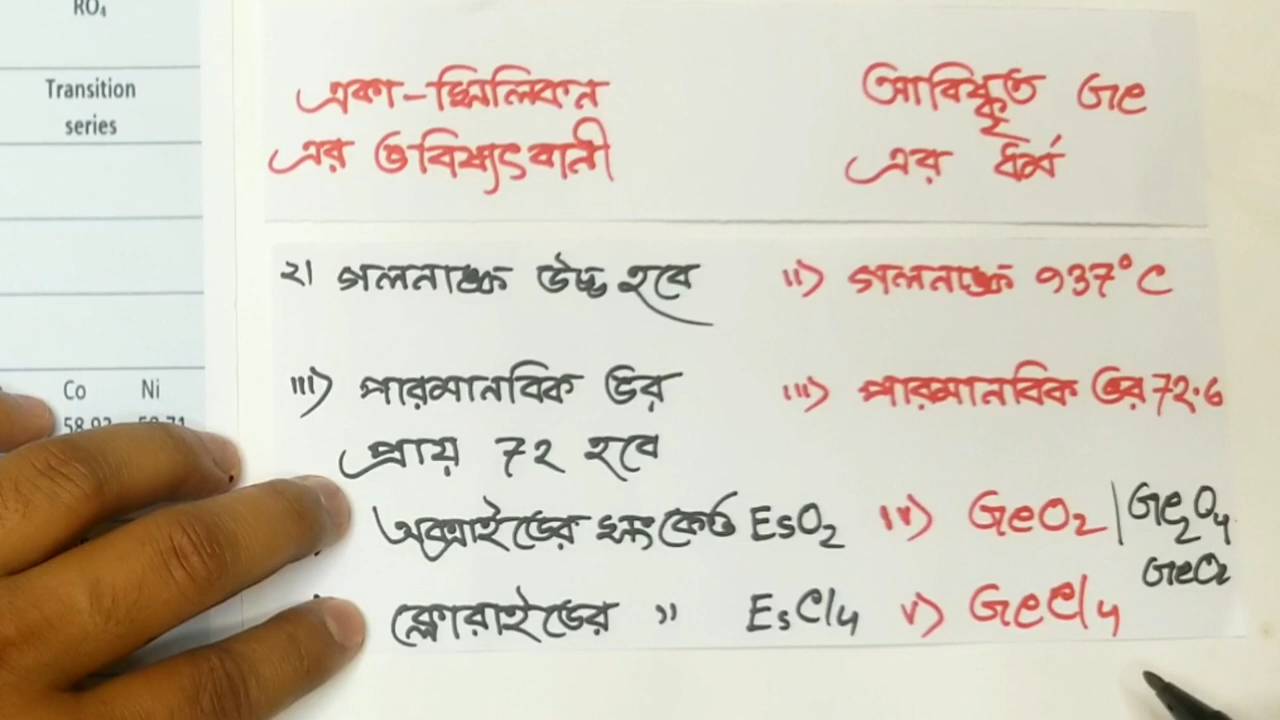 RO₄
Transition
series
Co Ni
একা-সিলিকন
এর ভবিষ্যৎবানী
আবিষ্কৃত Ge
এর ধর্ম
২। গলনাঙ্ক উচ্চ হবে
ii) গলনাঙ্ক 937°C
iii) পারমানবিক ভর
প্রায় 72 হবে
iii) পারমানবিক ভর 72.6
অক্সাইডের সংকেত EsO₂
iv) GeO₂ | Ge₂O₄
GeO₂
ক্লোরাইডের " EsCl₄
v) GeCl₄